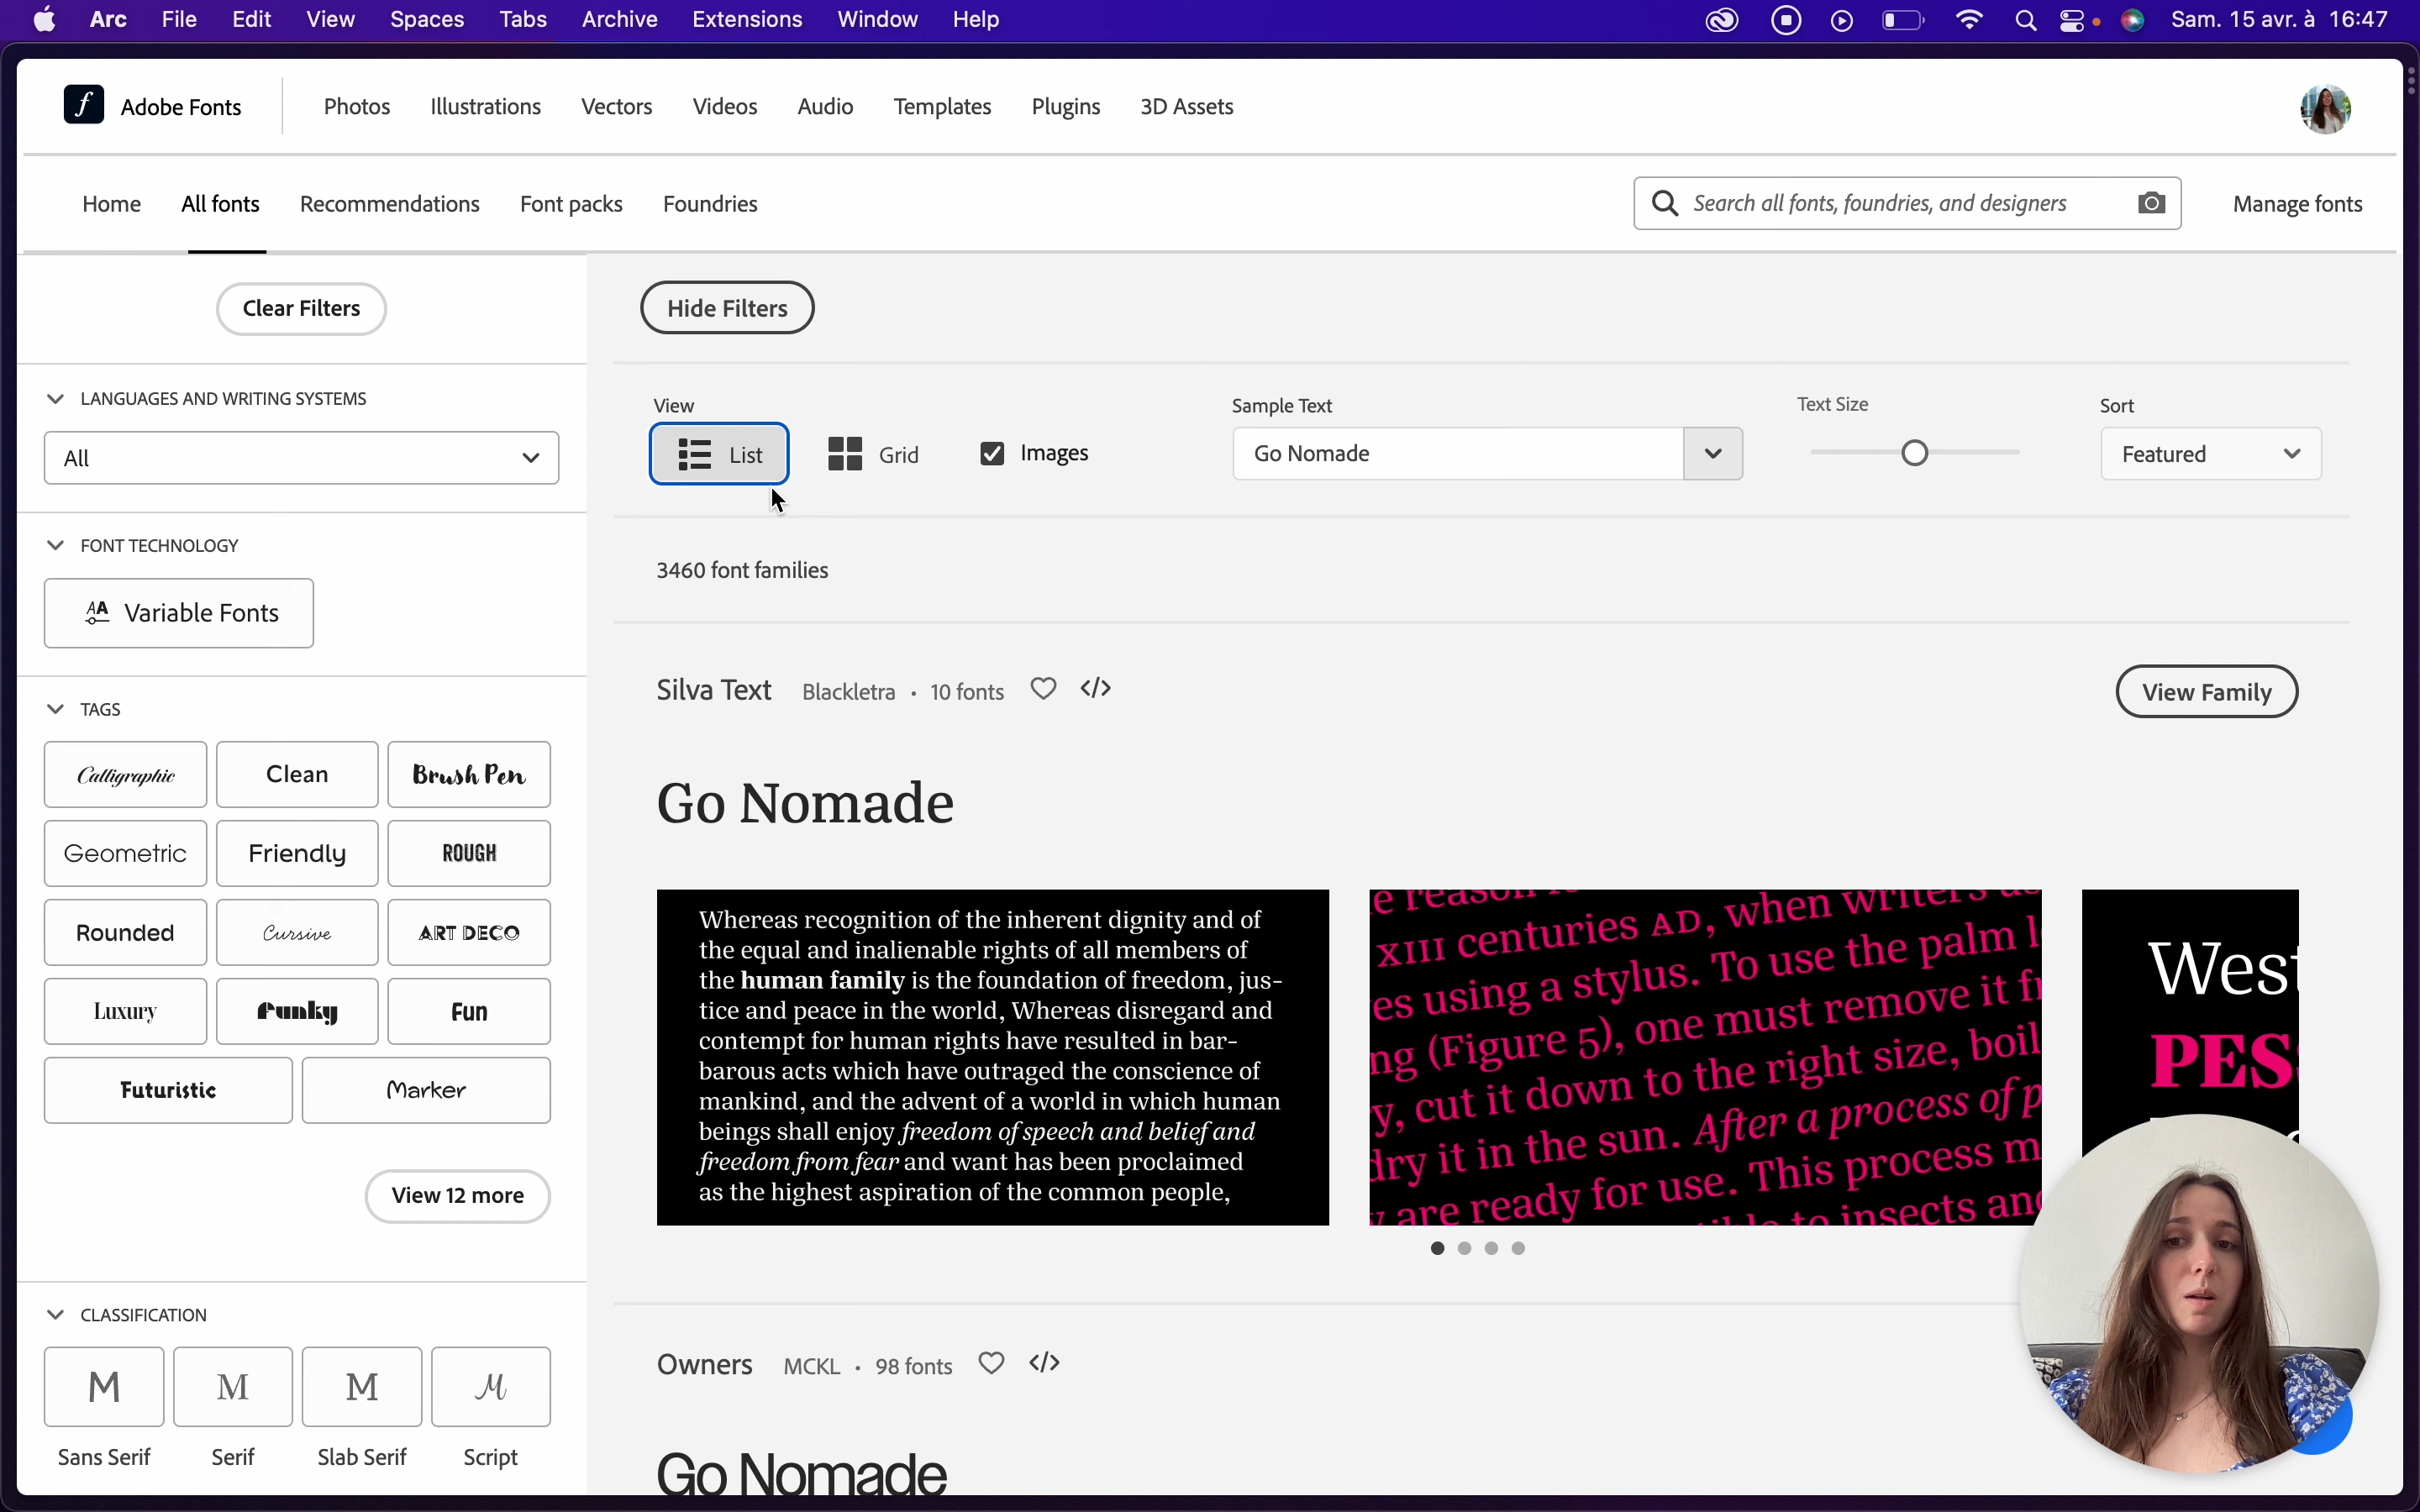 Arc File Edit View Spaces Tabs Archive Extensions Window Help Sam. 15 avr. à 16:47
f Adobe Fonts Photos Illustrations Vectors Videos Audio Templates Plugins 3D Assets
Home All fonts Recommendations Font packs Foundries Search all fonts, foundries, and designers Manage fonts
Clear Filters
LANGUAGES AND WRITING SYSTEMS
All
FONT TECHNOLOGY
AA Variable Fonts
TAGS
Calligraphic Clean Brush Pen
Geometric Friendly ROUGH
Rounded Cursive ART DECO
Luxury Funky Fun
Futuristic Marker
View 12 more
CLASSIFICATION
M M M M
Sans Serif Serif Slab Serif Script
Hide Filters
View Sample Text Text Size Sort
List Grid Images Go Nomade Featured
3460 font families
Silva Text Blackletra • 10 fonts </> View Family
Go Nomade
Whereas recognition of the inherent dignity and of
the equal and inalienable rights of all members of
the human family is the foundation of freedom, jus-
tice and peace in the world, Whereas disregard and
contempt for human rights have resulted in bar-
barous acts which have outraged the conscience of
mankind, and the advent of a world in which human
beings shall enjoy freedom of speech and belief and
freedom from fear and want has been proclaimed
as the highest aspiration of the common people,
e reason
XIII centuries AD, when writers
es using a stylus. To use the palm l
ng (Figure 5), one must remove it f
y, cut it down to the right size, boil
dry it in the sun. After a process of p
are ready for use. This process m
to insects an
West
PES
Owners MCKL • 98 fonts </>
Go Nomade